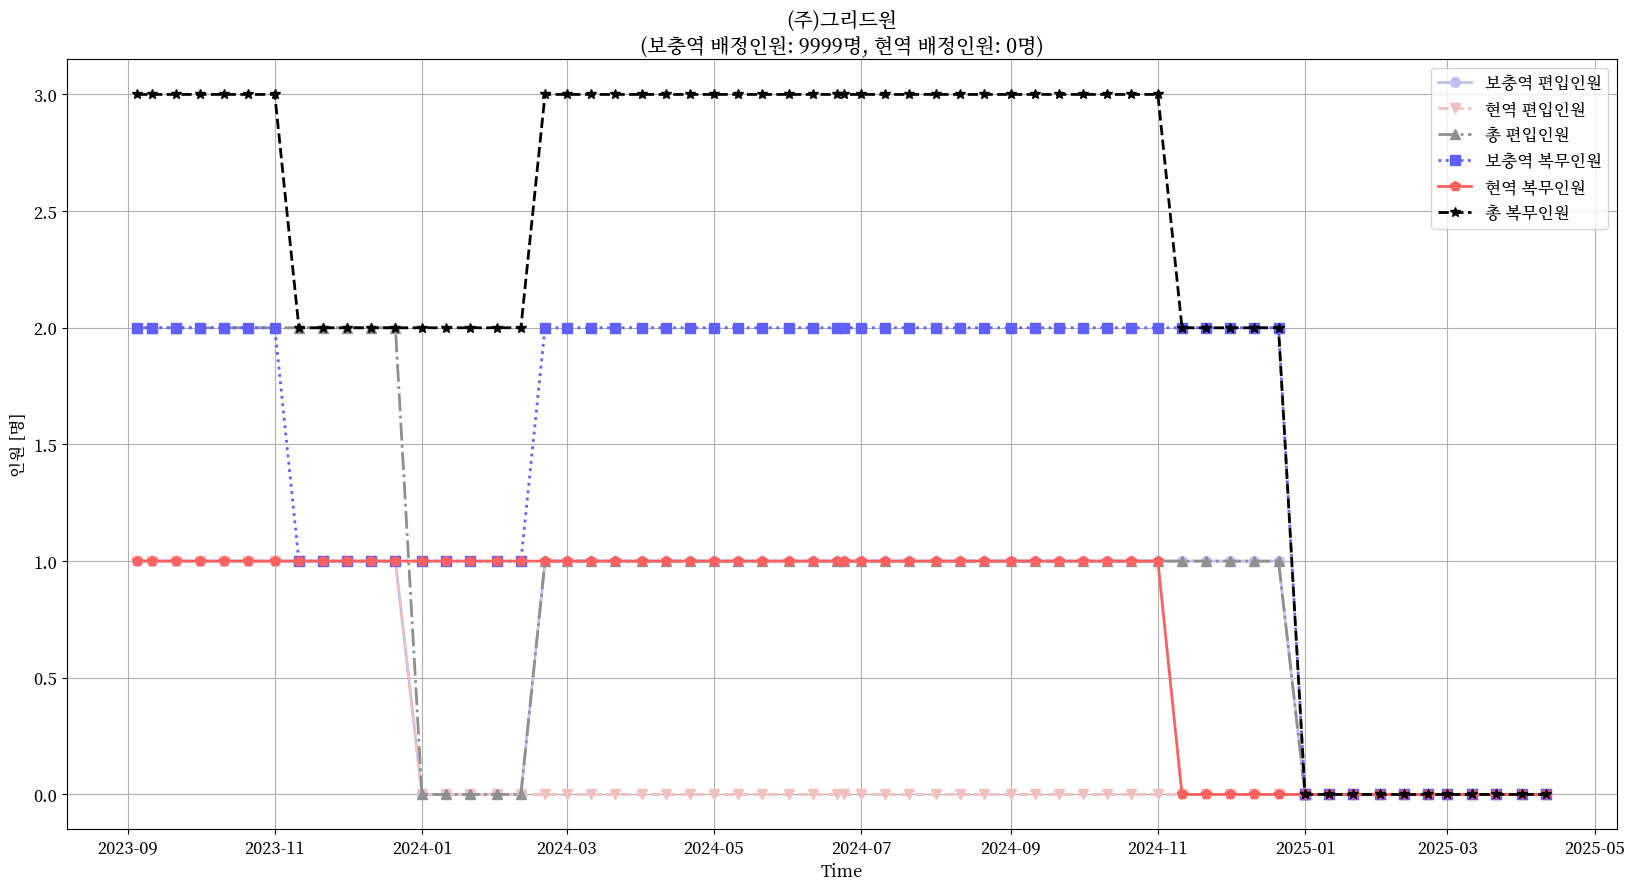 (주)그리드원
(보충역 배정인원: 9999명, 현역 배정인원: 0명)
보충역 편입인원
현역 편입인원
총 편입인원
보충역 복무인원
현역 복무인원
총 복무인원
인원 [명]
3.0
2.5
2.0
1.5
1.0
0.5
0.0
2023-09 2023-11 2024-01 2024-03 2024-05 2024-07 2024-09 2024-11 2025-01 2025-03 2025-05
Time